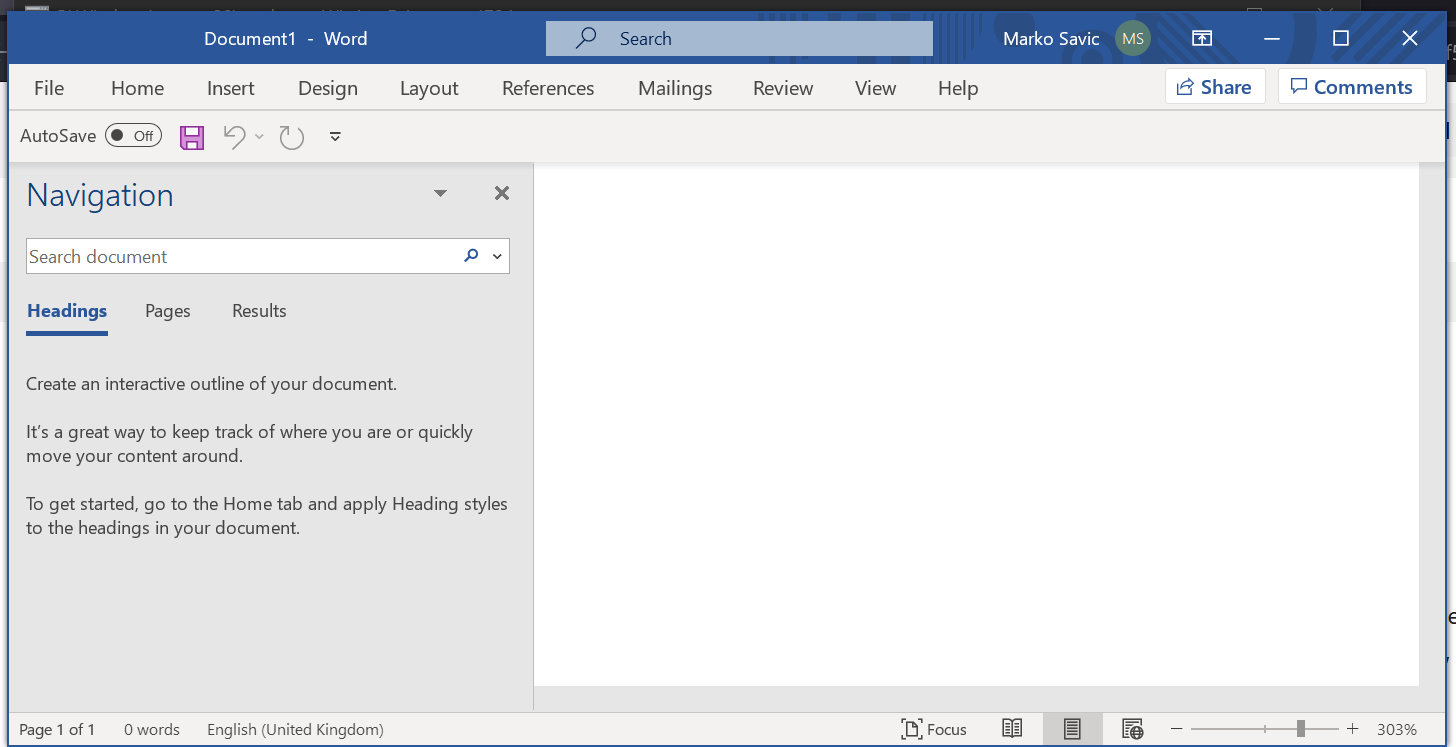 Document1 - Word
Search
Marko Savic
MS
File Home Insert Design Layout References Mailings Review View Help
Share
Comments
AutoSave
Off
Navigation
Search document
Headings Pages Results
Create an interactive outline of your document.
It's a great way to keep track of where you are or quickly
move your content around.
To get started, go to the Home tab and apply Heading styles
to the headings in your document.
Page 1 of 1
0 words
English (United Kingdom)
Focus
303%